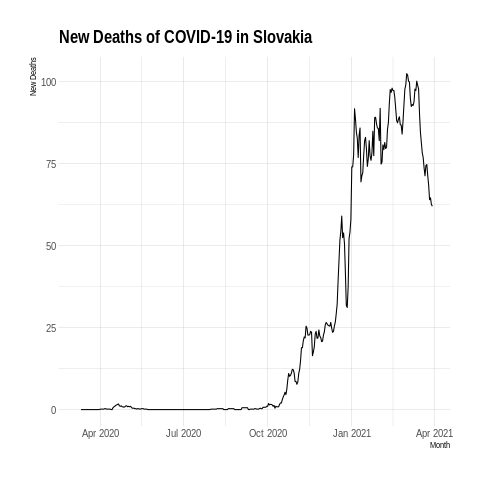 New Deaths of COVID-19 in Slovakia
New Deaths
100
75
50
25
0
Apr 2020 Jul 2020 Oct 2020 Jan 2021 Apr 2021
Month